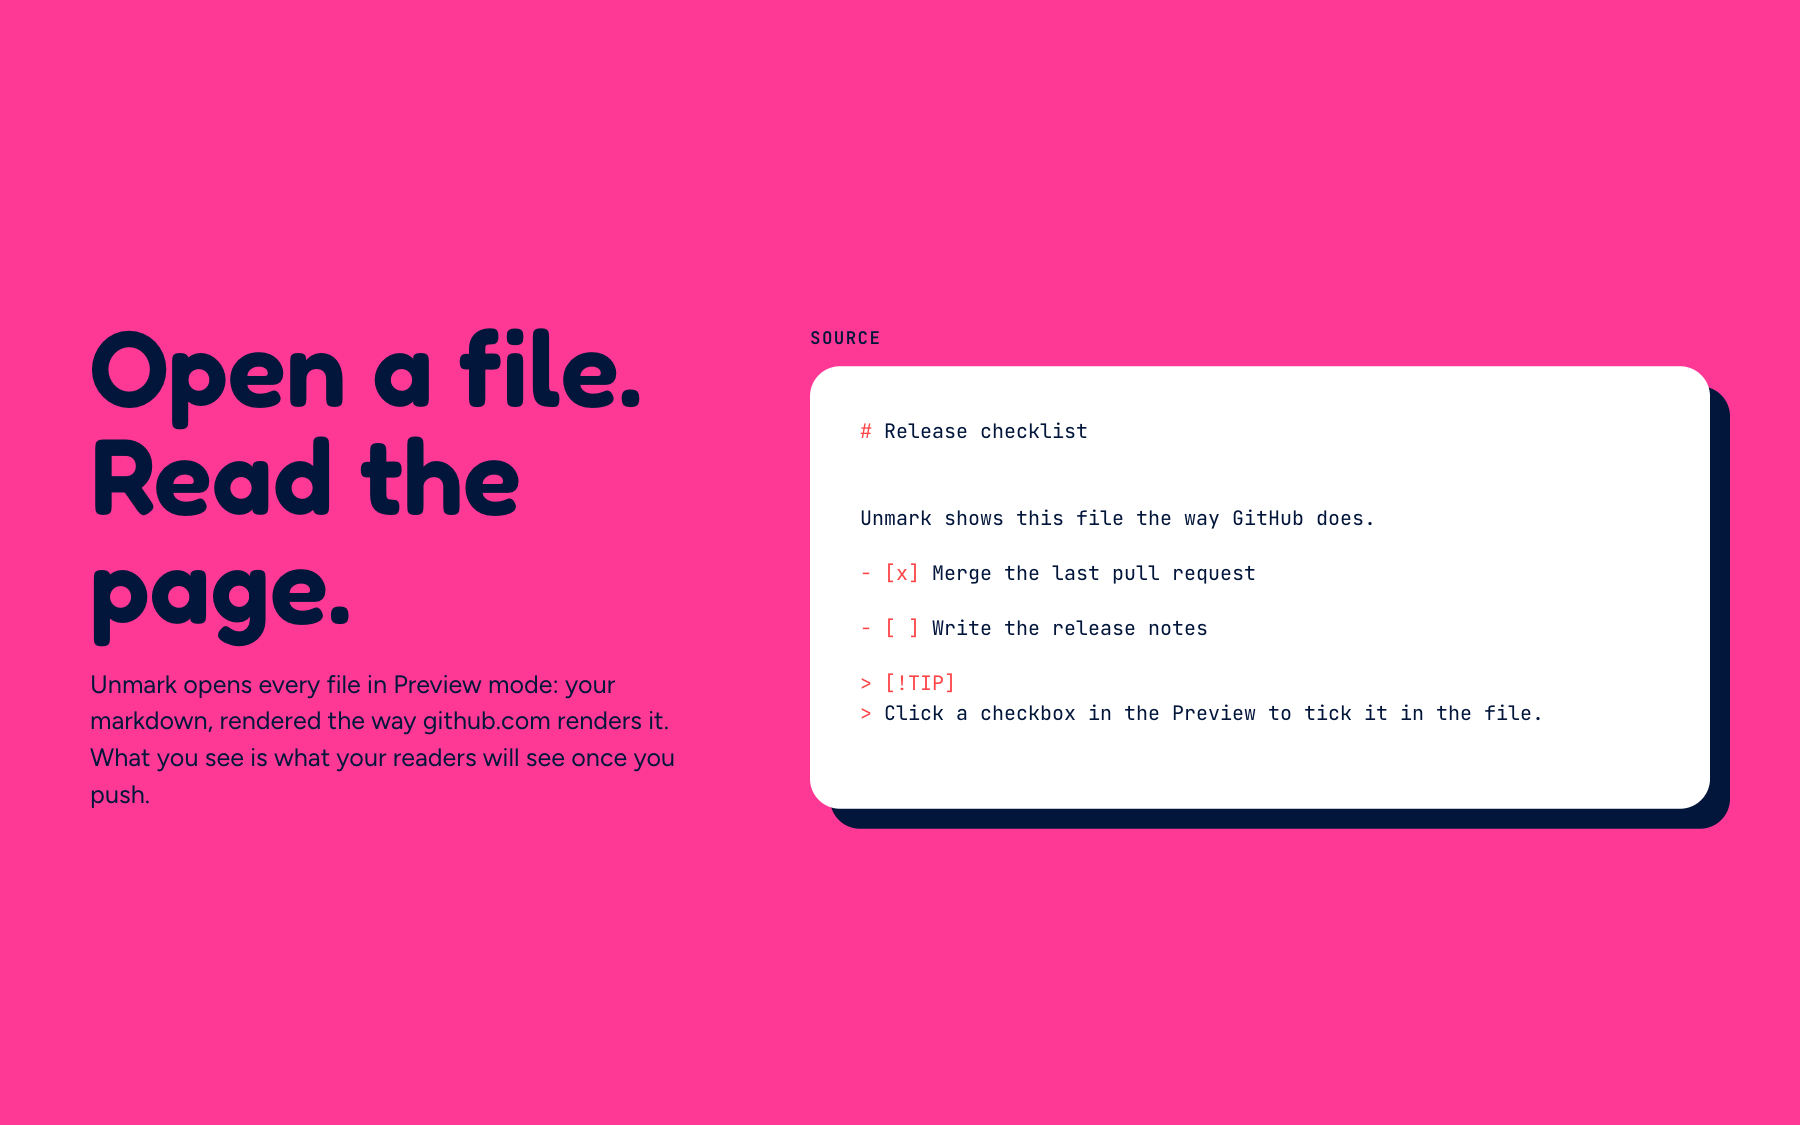 Open a file.
Read the
page.
Unmark opens every file in Preview mode: your
markdown, rendered the way github.com renders it.
What you see is what your readers will see once you
push.
SOURCE
# Release checklist
Unmark shows this file the way GitHub does.
- [x] Merge the last pull request
- [ ] Write the release notes
> [!TIP]
> Click a checkbox in the Preview to tick it in the file.